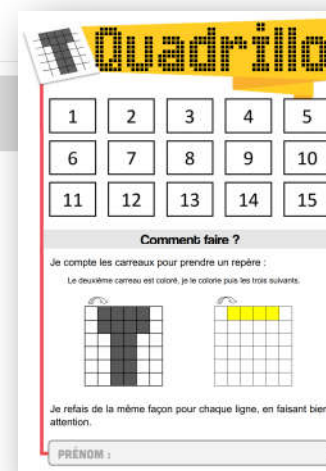 Quadrillo
1 2 3 4 5
6 7 8 9 10
11 12 13 14 15
Comment faire ?
Je compte les carreaux pour prendre un repère :
Le deuxième carreau est coloré, je le colorie puis les trois suivants.
Je refais de la même façon pour chaque ligne, en faisant bien
attention.
PRÉNOM :